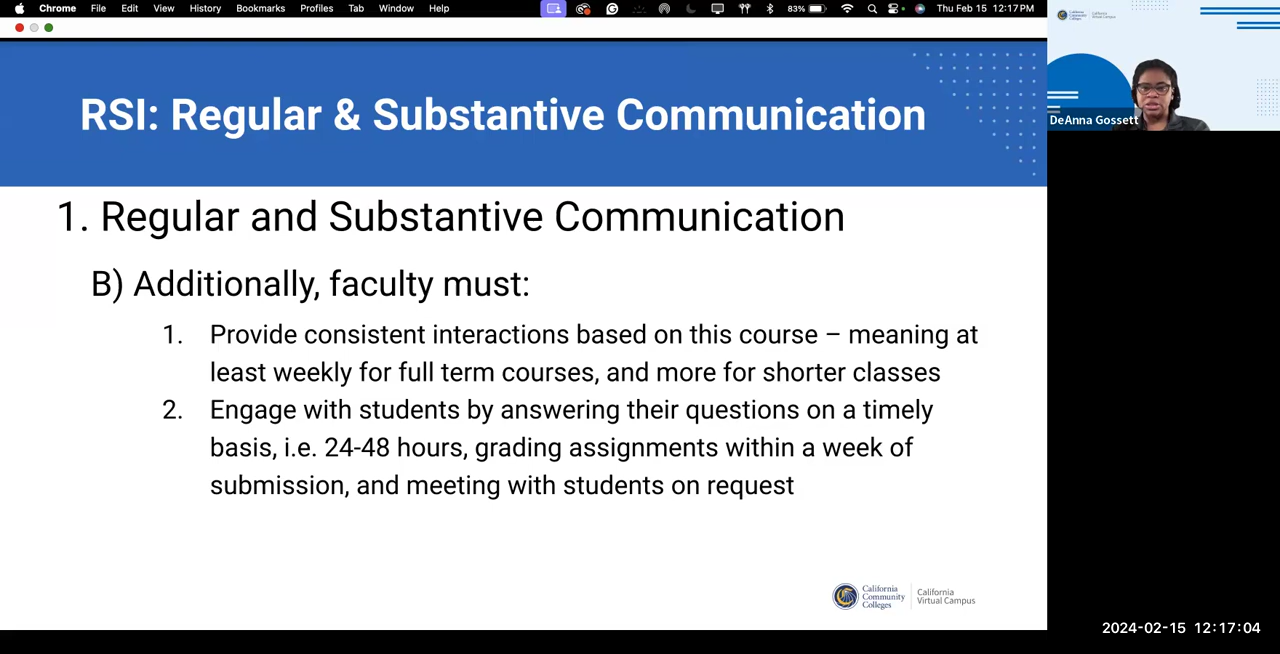 Chrome File Edit View History Bookmarks Profiles Tab Window Help 83% Thu Feb 15 12:17 PM
RSI: Regular & Substantive Communication
DeAnna Gossett
1. Regular and Substantive Communication
B) Additionally, faculty must:
1. Provide consistent interactions based on this course – meaning at
least weekly for full term courses, and more for shorter classes
2. Engage with students by answering their questions on a timely
basis, i.e. 24-48 hours, grading assignments within a week of
submission, and meeting with students on request
California
Community
Colleges
California
Virtual Campus
2024-02-15 12:17:04